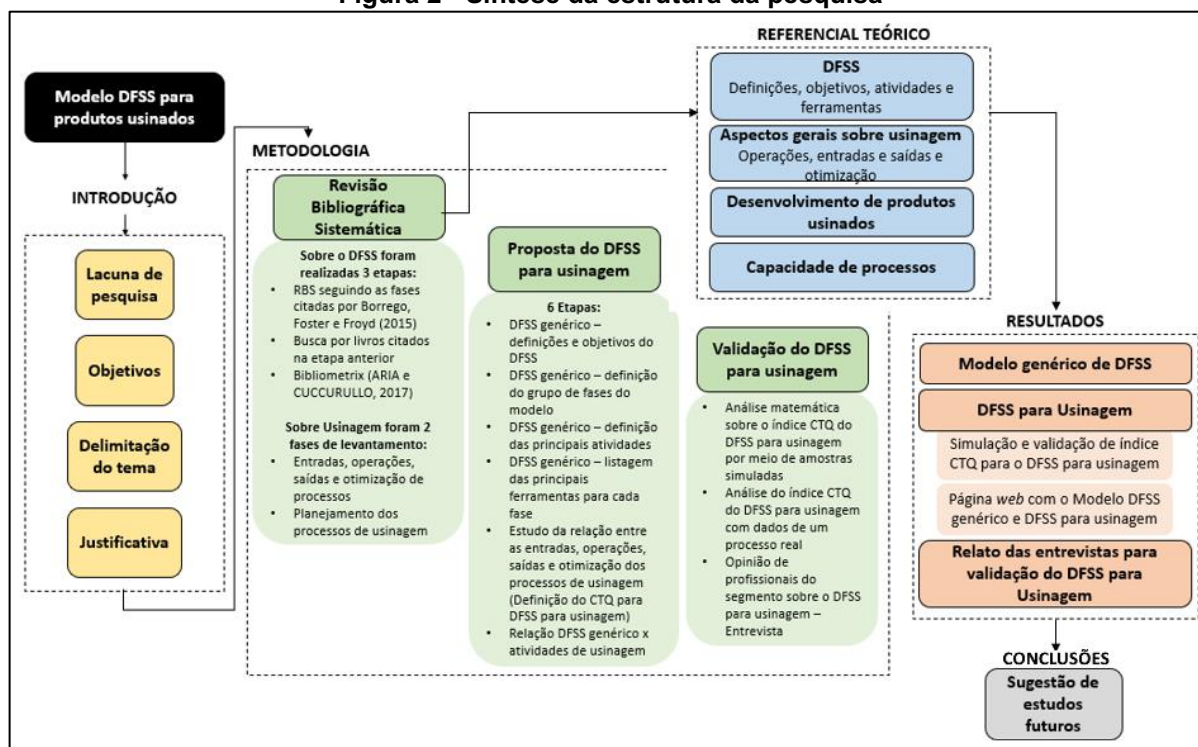 Figura 2 - Síntese da estrutura da pesquisa
Modelo DFSS para
produtos usinados
INTRODUÇÃO
Lacuna de
pesquisa
Objetivos
Delimitação
do tema
Justificativa
METODOLOGIA
Revisão
Bibliográfica
Sistemática
Sobre o DFSS foram
realizadas 3 etapas:
• RBS seguindo as fases
citadas por Borrego,
Foster e Froyd (2015)
• Busca por livros citados
na etapa anterior
• Bibliometrix (ARIA e
CUCCURULLO, 2017)
Sobre Usinagem foram 2
fases de levantamento:
• Entradas, operações,
saídas e otimização de
processos
• Planejamento dos
processos de usinagem
Proposta do DFSS
para usinagem
6 Etapas:
• DFSS genérico –
definições e objetivos do
DFSS
• DFSS genérico – definição
do grupo de fases do
modelo
• DFSS genérico – definição
das principais atividades
• DFSS genérico – listagem
das principais
ferramentas para cada
fase
• Estudo da relação entre
as entradas, operações,
saídas e otimização dos
processos de usinagem
(Definição do CTQ para
DFSS para usinagem)
• Relação DFSS genérico x
atividades de usinagem
Validação do DFSS
para usinagem
• Análise matemática
sobre o índice CTQ do
DFSS para usinagem
por meio de amostras
simuladas
• Análise do índice CTQ
do DFSS para usinagem
com dados de um
processo real
• Opinião de
profissionais do
segmento sobre o DFSS
para usinagem –
Entrevista
REFERENCIAL TEÓRICO
DFSS
Definições, objetivos, atividades e
ferramentas
Aspectos gerais sobre usinagem
Operações, entradas e saídas e
otimização
Desenvolvimento de produtos
usinados
Capacidade de processos
RESULTADOS
Modelo genérico de DFSS
DFSS para Usinagem
Simulação e validação de índice
CTQ para o DFSS para usinagem
Página web com o Modelo DFSS
genérico e DFSS para usinagem
Relato das entrevistas para
validação do DFSS para
Usinagem
CONCLUSÕES
Sugestão de
estudos
futuros